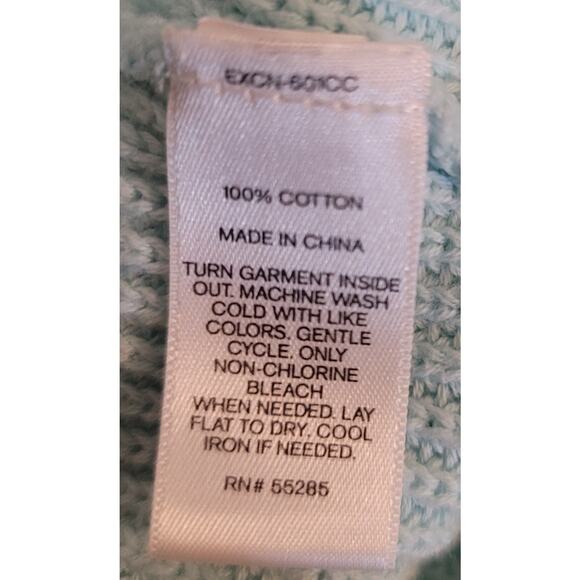 EXCN-601CC
100% COTTON
MADE IN CHINA
TURN GARMENT INSIDE
OUT. MACHINE WASH
COLD WITH LIKE
COLORS. GENTLE
CYCLE. ONLY
NON-CHLORINE
BLEACH
WHEN NEEDED. LAY
FLAT TO DRY. COOL
IRON IF NEEDED.
RN# 55285